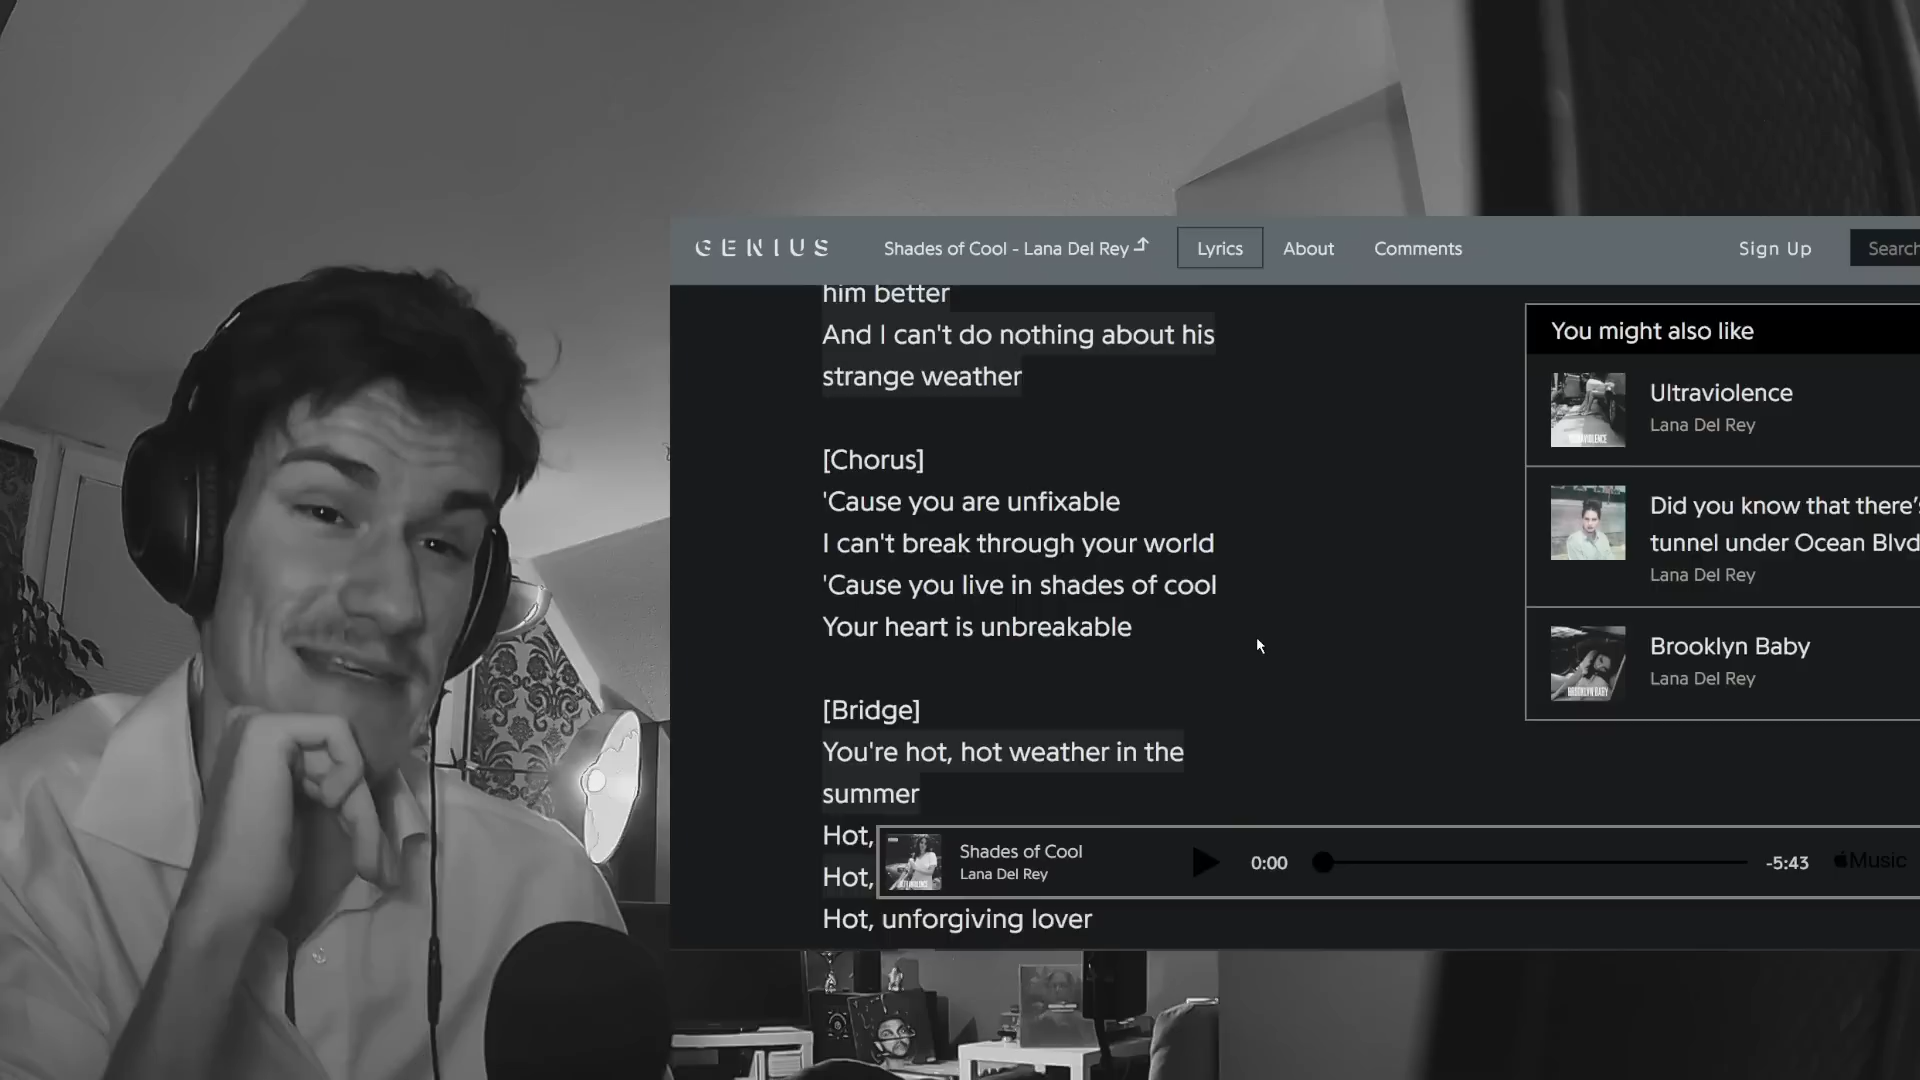 GENIUS
Shades of Cool - Lana Del Rey
Lyrics
About
Comments
Sign Up
Search
him better
And I can't do nothing about his
strange weather
[Chorus]
'Cause you are unfixable
I can't break through your world
'Cause you live in shades of cool
Your heart is unbreakable
[Bridge]
You're hot, hot weather in the
summer
Hot,
Hot,
Hot, unforgiving lover
You might also like
Ultraviolence
Lana Del Rey
ULTRAVIOLENCE
Did you know that there's
tunnel under Ocean Blvd
Lana Del Rey
Brooklyn Baby
Lana Del Rey
BROOKLYN BABY
Shades of Cool
Lana Del Rey
ULTRAVIOLENCE
0:00
-5:43
Music